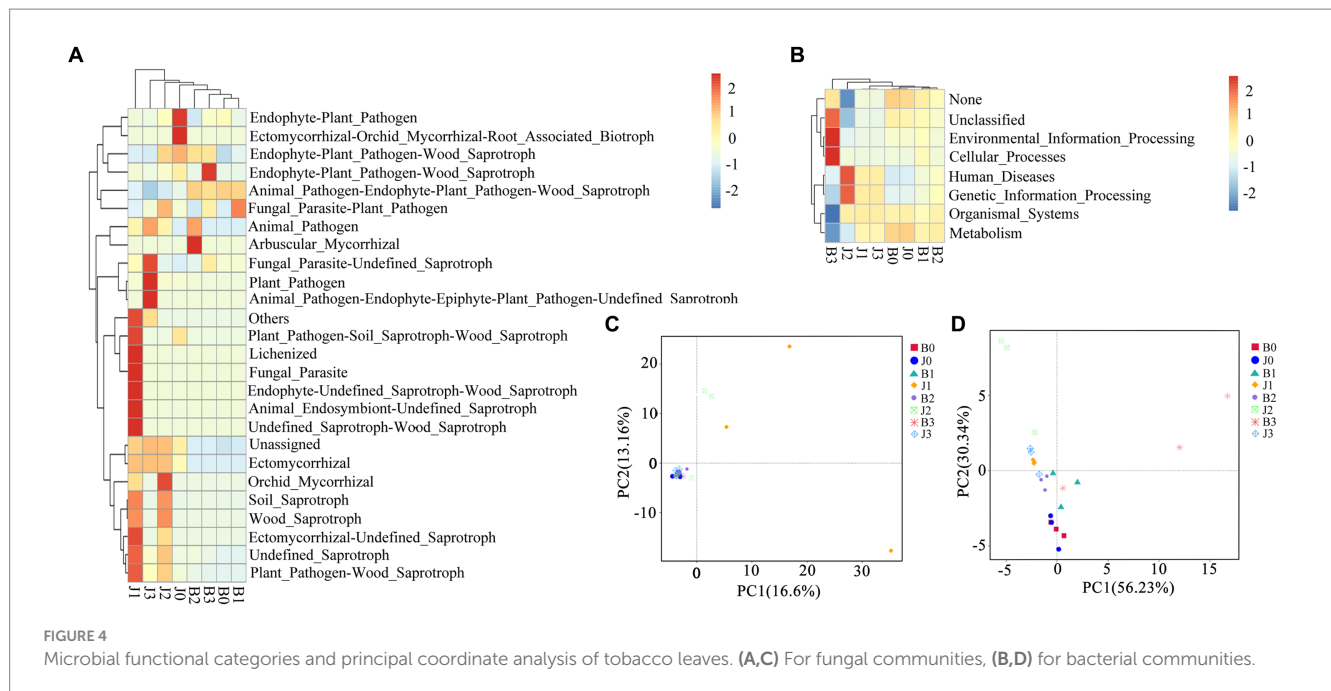 A
2
1
0
-1
-2
Endophyte-Plant_Pathogen
Ectomycorrhizal-Orchid_Mycorrhizal-Root_Associated_Biotroph
Endophyte-Plant_Pathogen-Wood_Saprotroph
Endophyte-Plant_Pathogen-Wood_Saprotroph
Animal_Pathogen-Endophyte-Plant_Pathogen-Wood_Saprotroph
Fungal_Parasite-Plant_Pathogen
Animal_Pathogen
Arbuscular_Mycorrhizal
Fungal_Parasite-Undefined_Saprotroph
Plant_Pathogen
Animal_Pathogen-Endophyte-Epiphyte-Plant_Pathogen-Undefined_Saprotroph
Others
Plant_Pathogen-Soil_Saprotroph-Wood_Saprotroph
Lichenized
Fungal_Parasite
Endophyte-Undefined_Saprotroph-Wood_Saprotroph
Animal_Endosymbiont-Undefined_Saprotroph
Undefined_Saprotroph-Wood_Saprotroph
Unassigned
Ectomycorrhizal
Orchid_Mycorrhizal
Soil_Saprotroph
Wood_Saprotroph
Ectomycorrhizal-Undefined_Saprotroph
Undefined_Saprotroph
Plant_Pathogen-Wood_Saprotroph
J1 J3 J2 J0 B2 B3 B0 B1
B
2
1
0
-1
-2
None
Unclassified
Environmental_Information_Processing
Cellular_Processes
Human_Diseases
Genetic_Information_Processing
Organismal_Systems
Metabolism
B3 J2 J1 J3 B0 J0 B1 B2
C
PC2(13.16%)
20
10
0
-10
0 10 20 30
PC1(16.6%)
B0
J0
B1
J1
B2
J2
B3
J3
D
PC2(30.34%)
5
0
-5
-5 0 5 10 15
PC1(56.23%)
B0
J0
B1
J1
B2
J2
B3
J3
FIGURE 4
Microbial functional categories and principal coordinate analysis of tobacco leaves. (A,C) For fungal communities, (B,D) for bacterial communities.